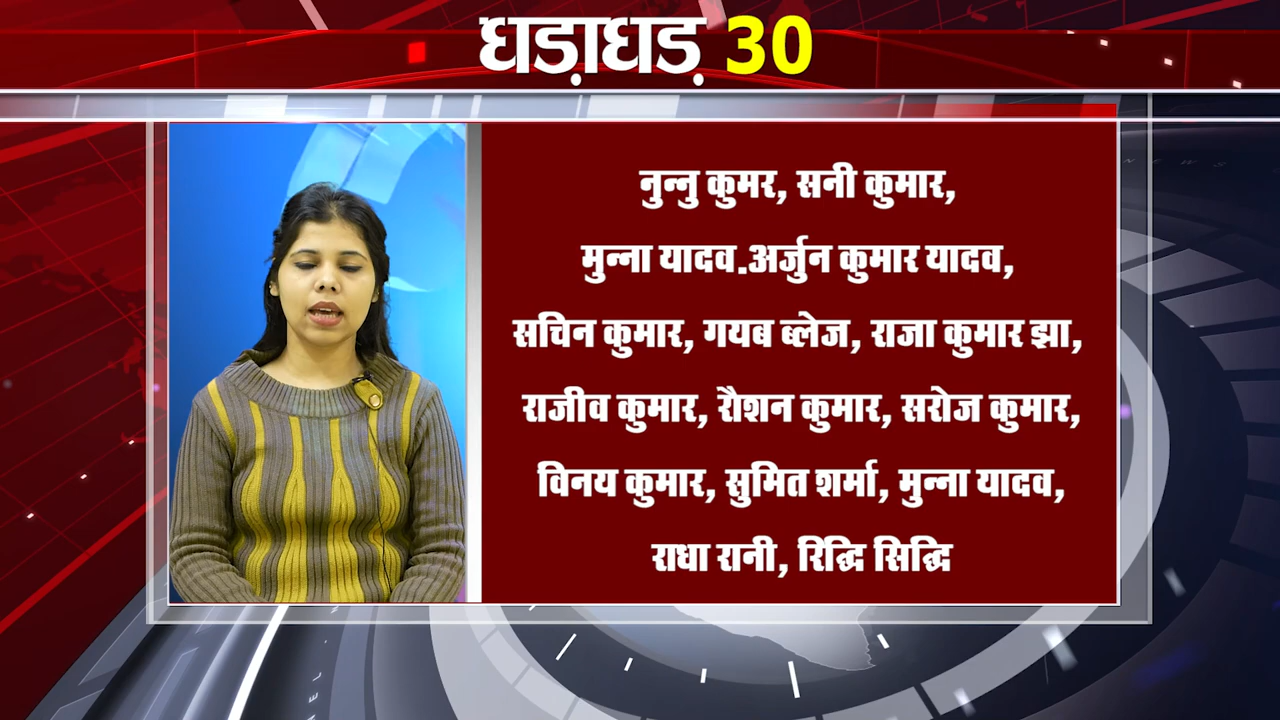 धड़ाधड़ 30
नुन्नु कुमर, सनी कुमार,
मुन्ना यादव.अर्जुन कुमार यादव,
सचिन कुमार, गयब ब्लेज, राजा कुमार झा,
राजीव कुमार, रौशन कुमार, सरोज कुमार,
विनय कुमार, सुमित शर्मा, मुन्ना यादव,
राधा रानी, रिद्धि सिद्धि